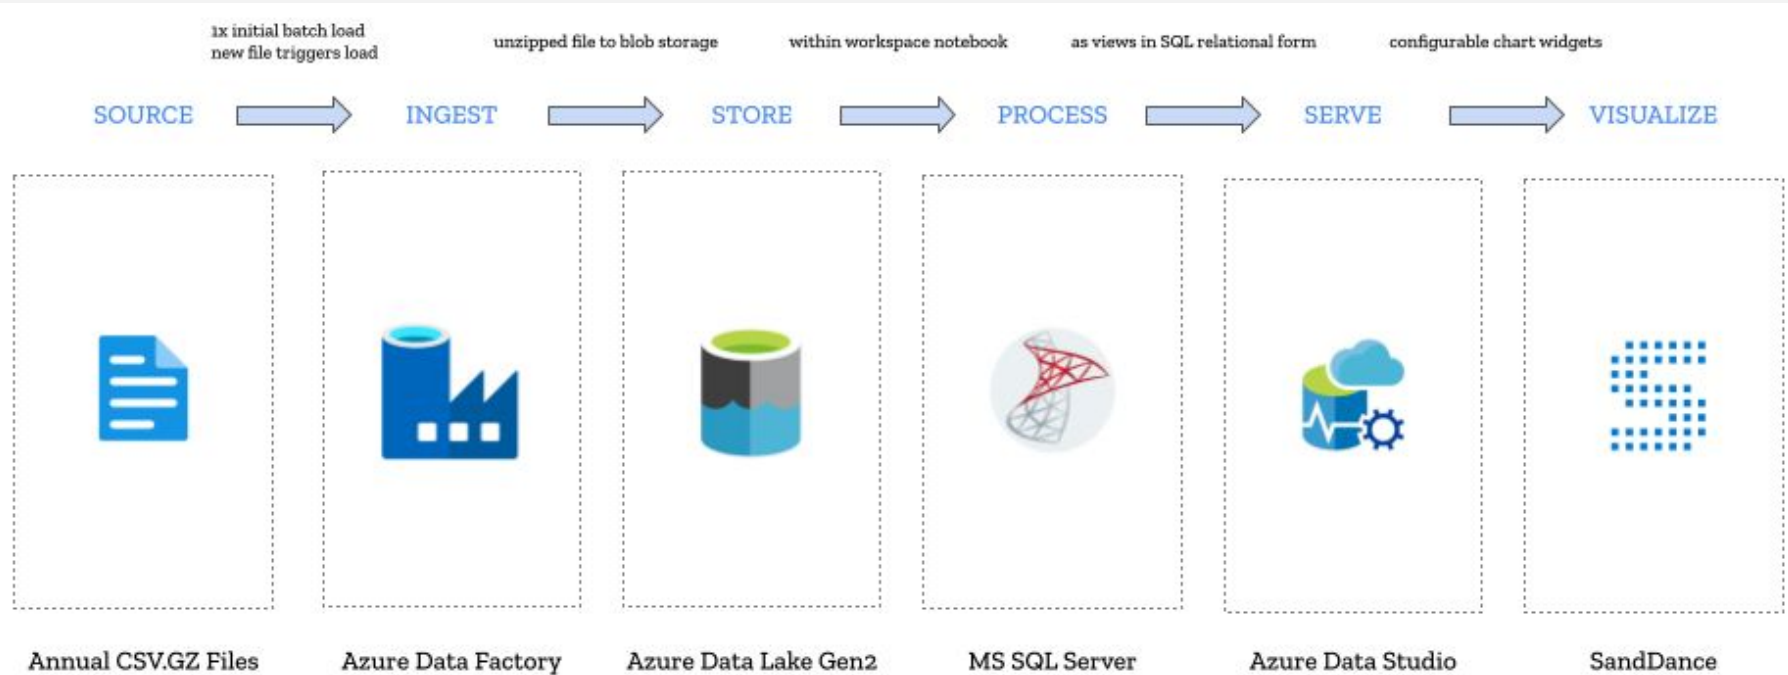 1x initial batch load
new file triggers load
unzipped file to blob storage
within workspace notebook
as views in SQL relational form
configurable chart widgets
SOURCE
INGEST
STORE
PROCESS
SERVE
VISUALIZE
Annual CSV.GZ Files
Azure Data Factory
Azure Data Lake Gen2
MS SQL Server
Azure Data Studio
SandDance